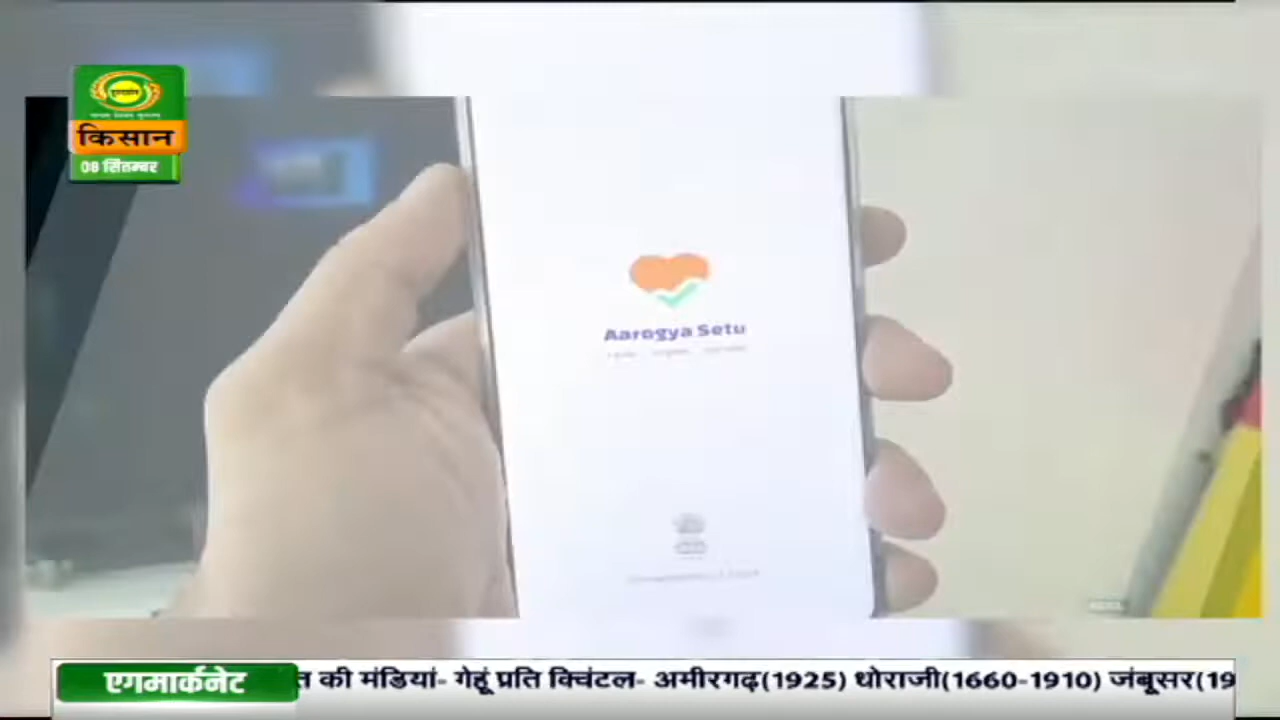 किसान
08 सितम्बर
Aarogya Setu
एगमार्कनेट
त की मंडियां- गेहूं प्रति क्विंटल- अमीरगढ़(1925) धोराजी(1660-1910) जंबूसर(19